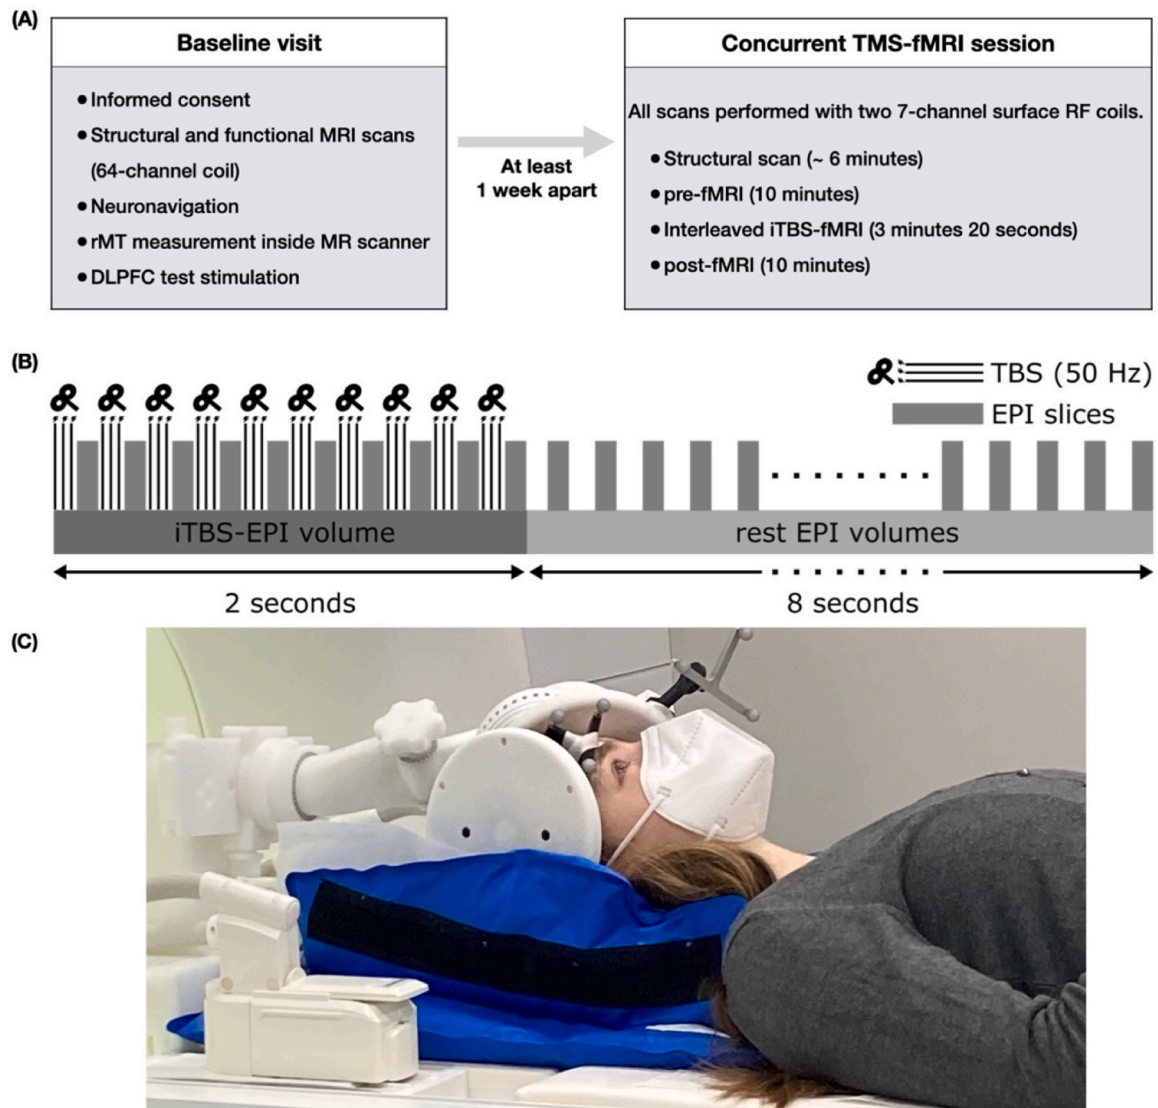 (A)
Baseline visit
● Informed consent
● Structural and functional MRI scans
(64-channel coil)
● Neuronavigation
● rMT measurement inside MR scanner
● DLPFC test stimulation
At least
1 week apart
Concurrent TMS-fMRI session
All scans performed with two 7-channel surface RF coils.
● Structural scan (~ 6 minutes)
● pre-fMRI (10 minutes)
● Interleaved iTBS-fMRI (3 minutes 20 seconds)
● post-fMRI (10 minutes)
(B)
TBS (50 Hz)
EPI slices
iTBS-EPI volume
rest EPI volumes
2 seconds
8 seconds
(C)